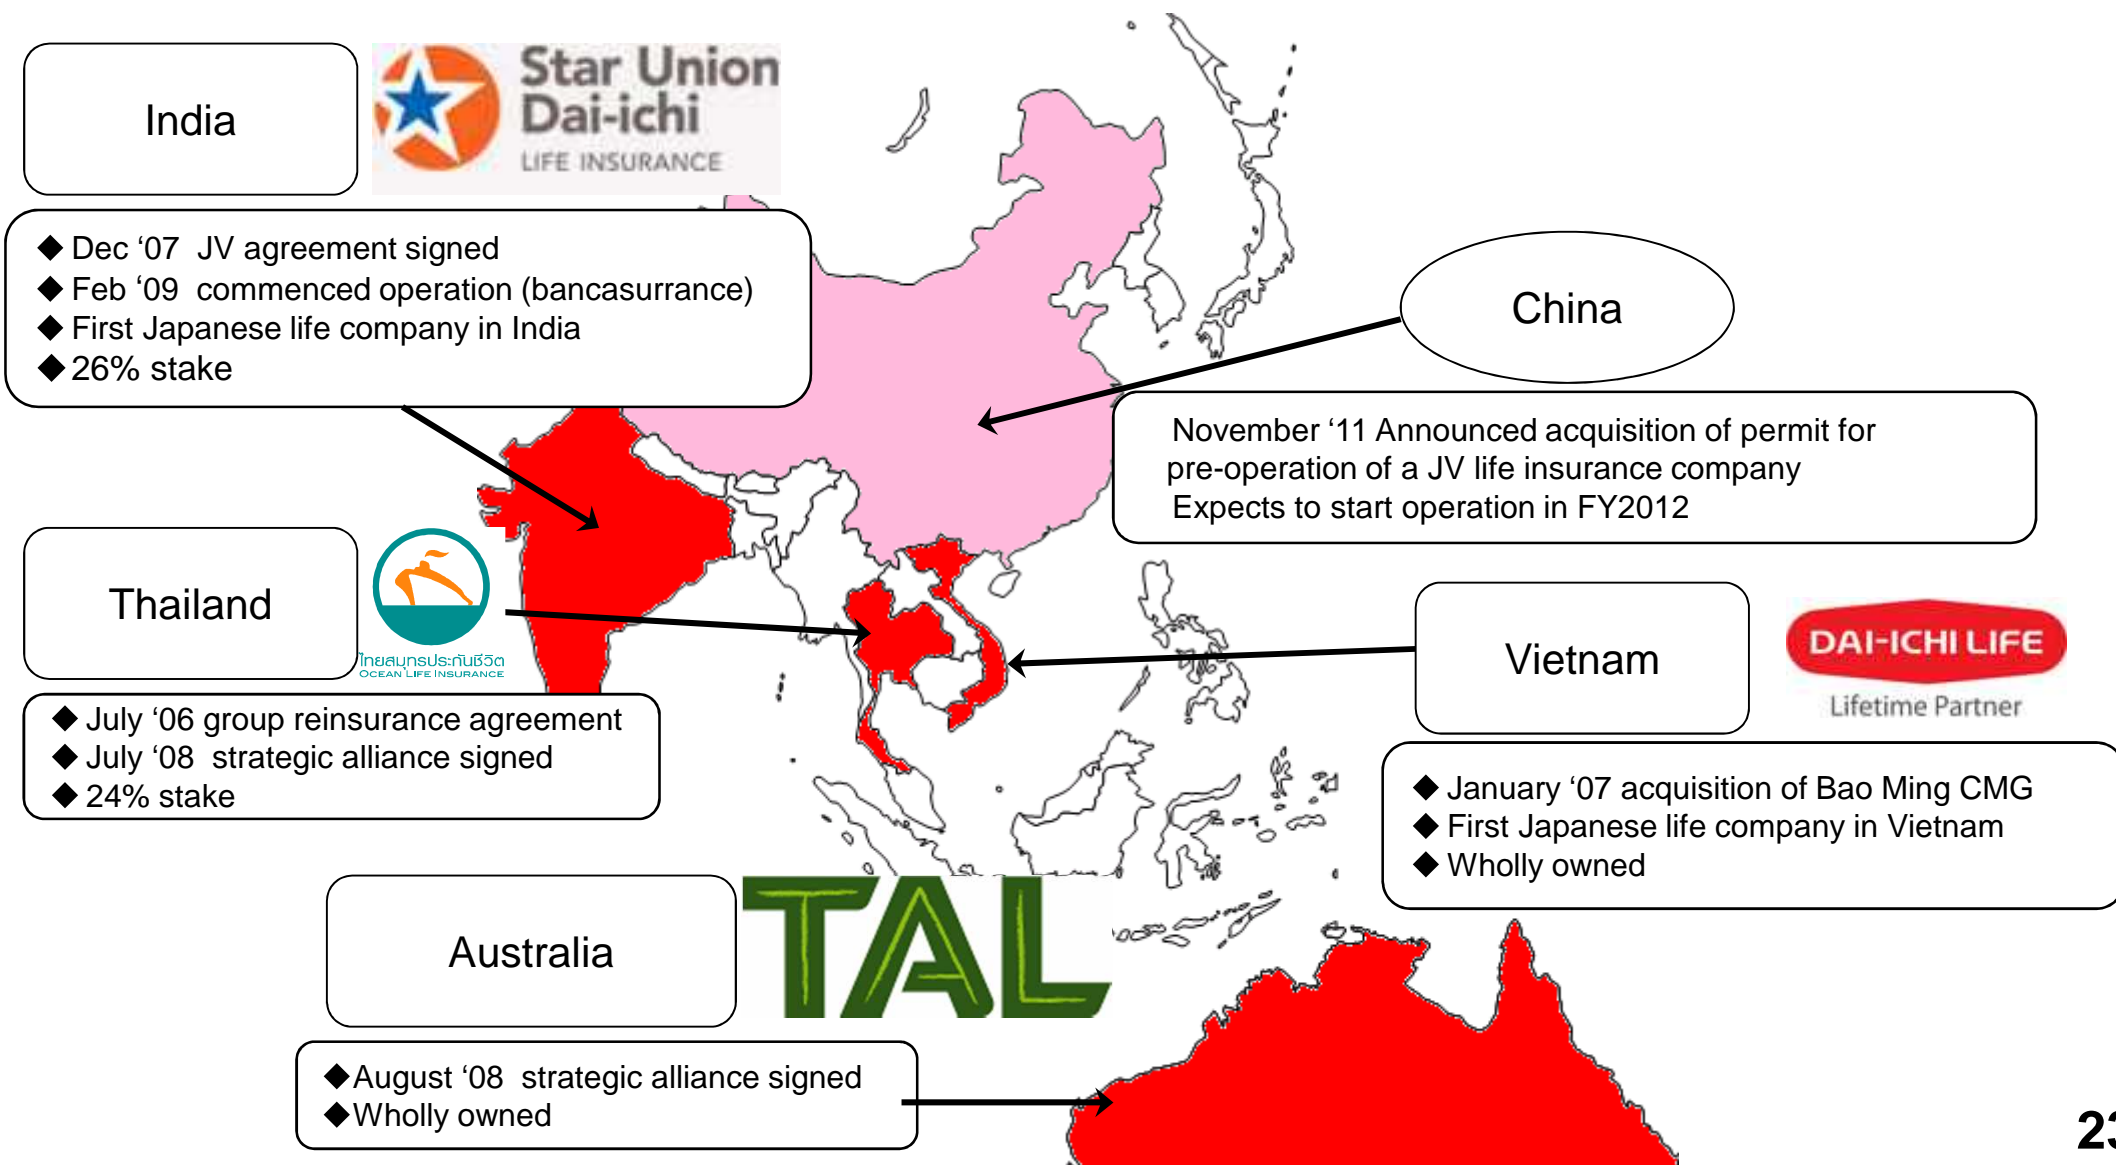 India
Star Union
Dai-ichi
LIFE INSURANCE
◆ Dec ‘07 JV agreement signed
◆ Feb ‘09 commenced operation (bancasurrance)
◆ First Japanese life company in India
◆ 26% stake
China
November ‘11 Announced acquisition of permit for
pre-operation of a JV life insurance company
Expects to start operation in FY2012
Thailand
ไทยสมุทรประกันชีวิต
OCEAN LIFE INSURANCE
◆ July ‘06 group reinsurance agreement
◆ July ‘08 strategic alliance signed
◆ 24% stake
Vietnam
DAI-ICHI LIFE
Lifetime Partner
◆ January ‘07 acquisition of Bao Ming CMG
◆ First Japanese life company in Vietnam
◆ Wholly owned
Australia
TAL
◆ August ‘08 strategic alliance signed
◆ Wholly owned
23